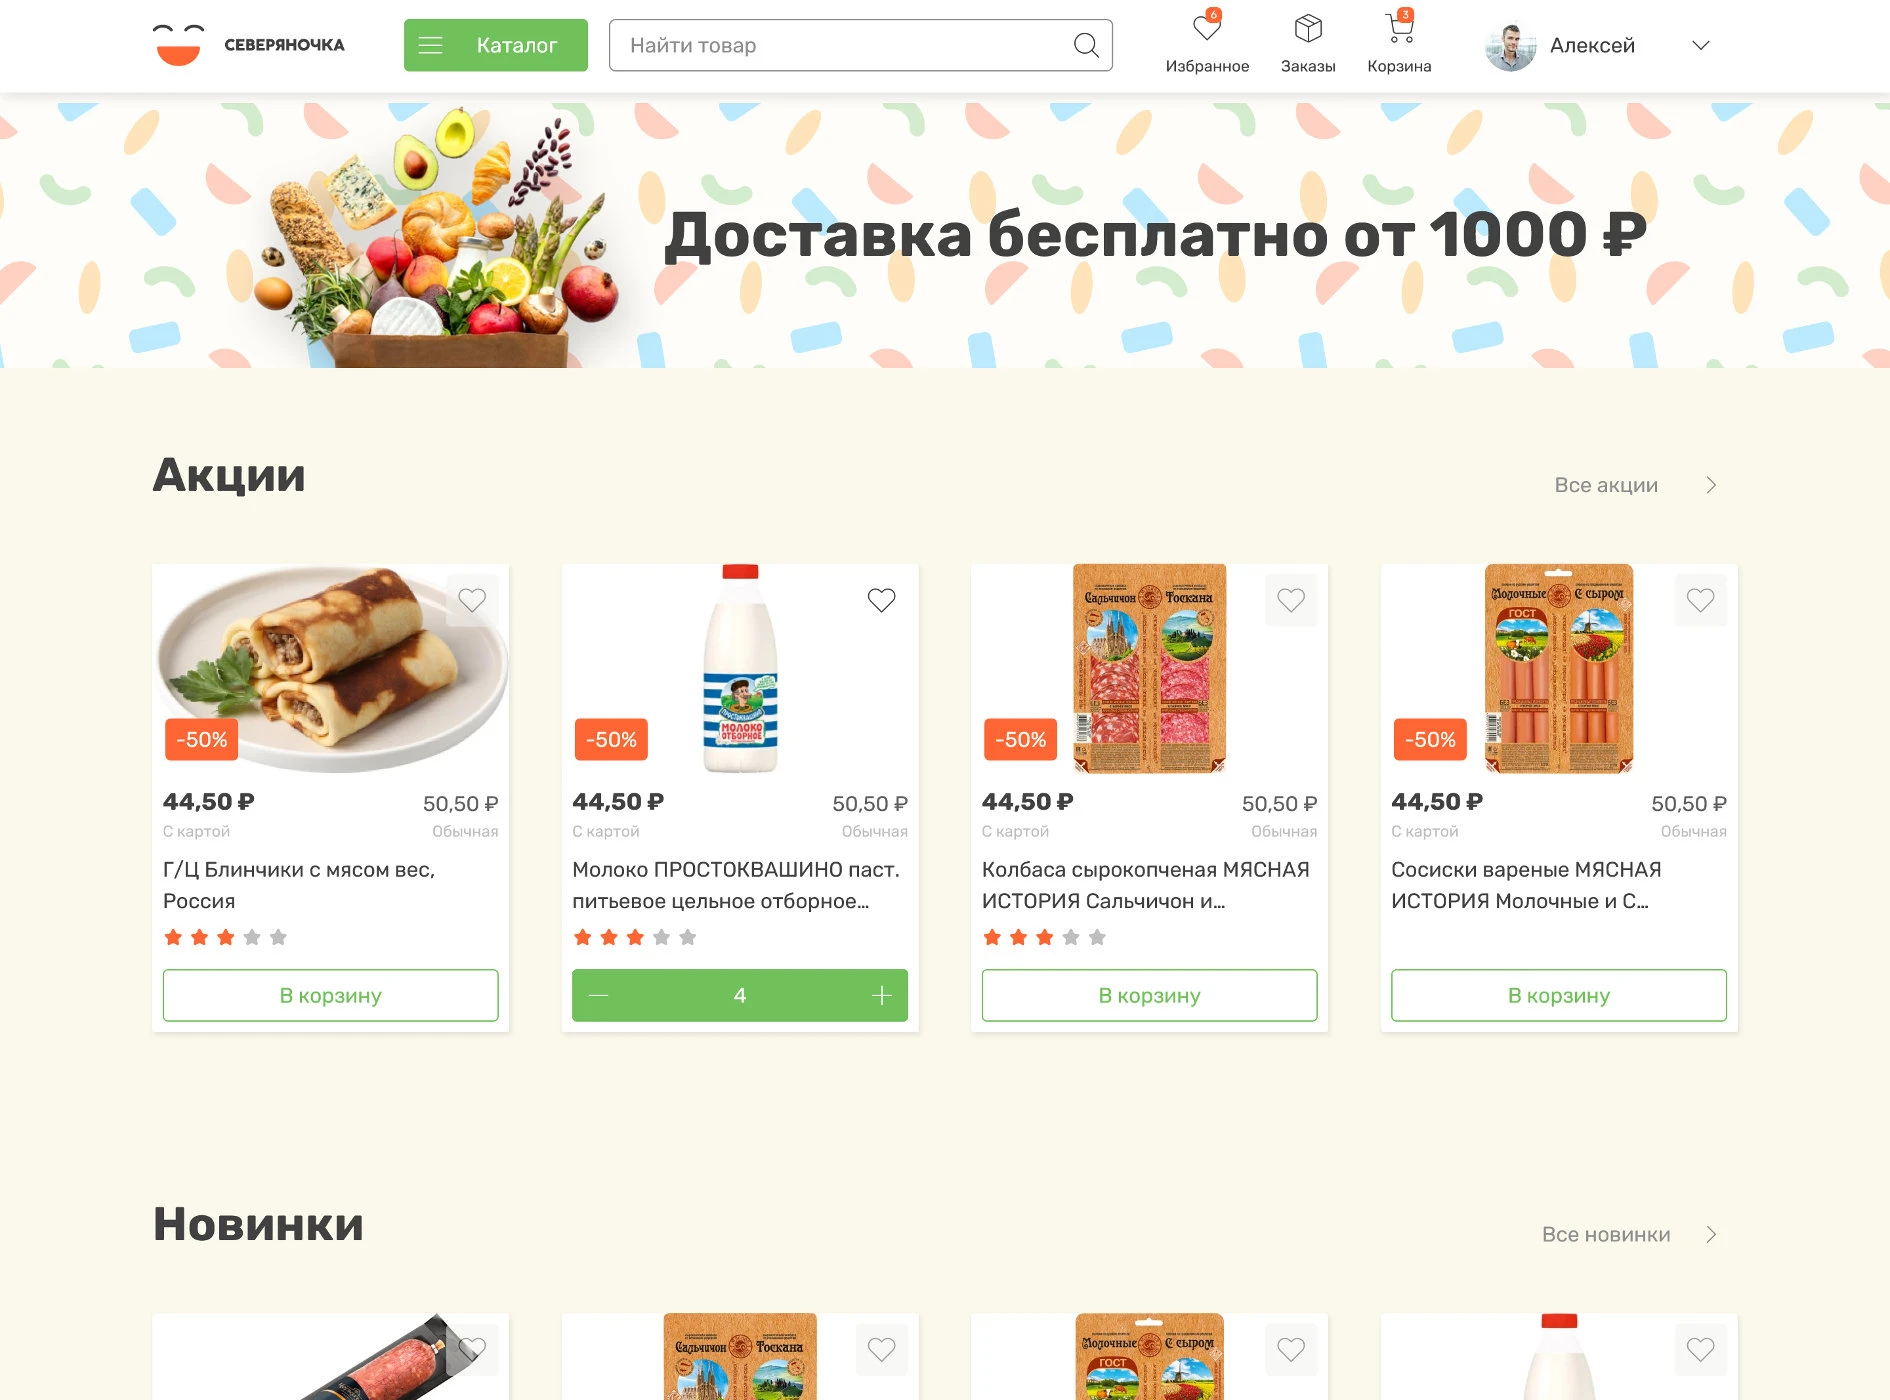 СЕВЕРЯНОЧКА
Каталог
Найти товар
6
Избранное
Заказы
3
Корзина
Алексей
Доставка бесплатно от 1000 ₽
Акции
Все акции
-50%
44,50 ₽ 50,50 ₽
С картой Обычная
Г/Ц Блинчики с мясом вес,
Россия
В корзину
ПРОСТОКВАШИНО
МОЛОКО
ОТБОРНОЕ
-50%
44,50 ₽ 50,50 ₽
С картой Обычная
Молоко ПРОСТОКВАШИНО паст.
питьевое цельное отборное...
4
Сальчичон Тоскана
-50%
44,50 ₽ 50,50 ₽
С картой Обычная
Колбаса сырокопченая МЯСНАЯ
ИСТОРИЯ Сальчичон и...
В корзину
Молочные С сыром
ГОСТ
-50%
44,50 ₽ 50,50 ₽
С картой Обычная
Сосиски вареные МЯСНАЯ
ИСТОРИЯ Молочные и С...
В корзину
Новинки
Все новинки
Сальчичон Тоскана
Молочные С сыром
ГОСТ